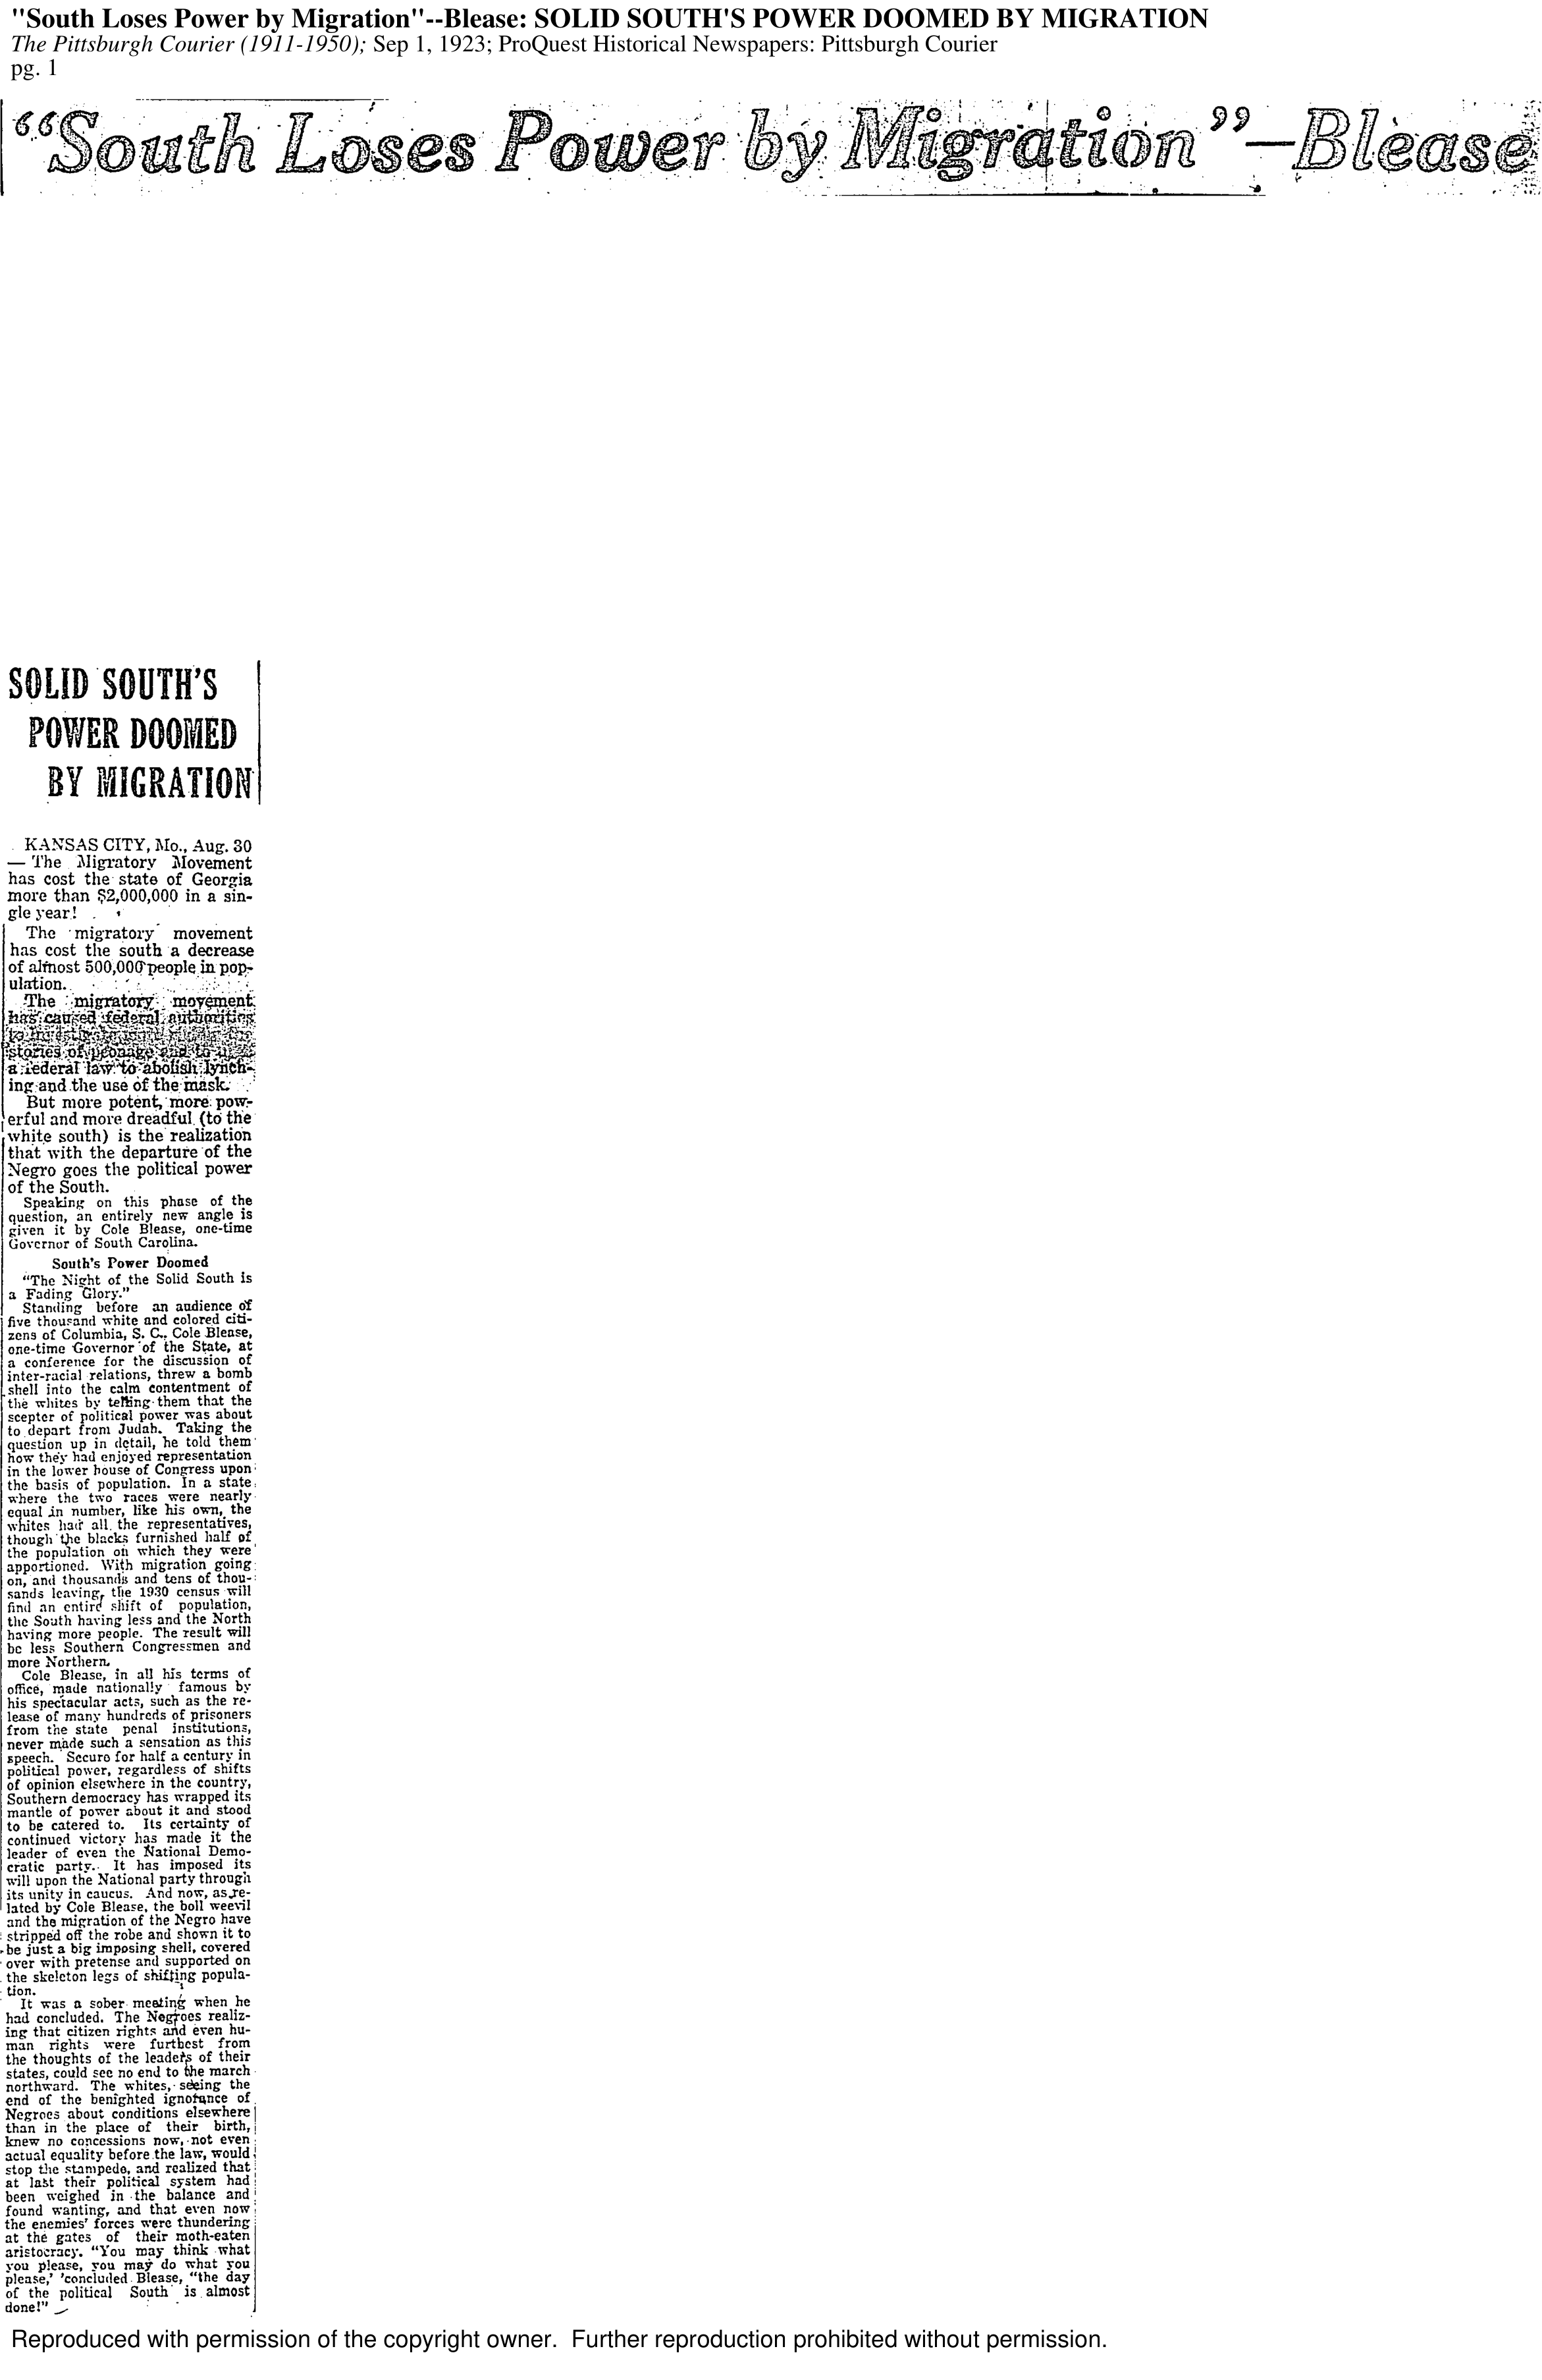 "South Loses Power by Migration"--Blease: SOLID SOUTH'S POWER DOOMED BY MIGRATION
The Pittsburgh Courier (1911-1950); Sep 1, 1923; ProQuest Historical Newspapers: Pittsburgh Courier
pg. 1
“South Loses Power by Migration”—Blease
SOLID SOUTH'S
POWER DOOMED
BY MIGRATION
KANSAS CITY, Mo., Aug. 30
— The Migratory Movement
has cost the state of Georgia
more than $2,000,000 in a sin-
gle year!
The migratory movement
has cost the south a decrease
of almost 500,000 people in pop-
ulation.
The migratory movement
has caused federal authorities
stories of peonage and to
a federal law to abolish lynch-
ing and the use of the mask.
But more potent, more pow-
erful and more dreadful (to the
white south) is the realization
that with the departure of the
Negro goes the political power
of the South.
Speaking on this phase of the
question, an entirely new angle is
given it by Cole Blease, one-time
Governor of South Carolina.
South's Power Doomed
“The Night of the Solid South is
a Fading Glory.”
Standing before an audience of
five thousand white and colored citi-
zens of Columbia, S. C., Cole Blease,
one-time Governor of the State, at
a conference for the discussion of
inter-racial relations, threw a bomb
shell into the calm contentment of
the whites by telling them that the
scepter of political power was about
to depart from Judah. Taking the
question up in detail, he told them
how they had enjoyed representation
in the lower house of Congress upon
the basis of population. In a state
where the two races were nearly
equal in number, like his own, the
whites had all the representatives,
though the blacks furnished half of
the population on which they were
apportioned. With migration going
on, and thousands and tens of thou-
sands leaving, the 1930 census will
find an entire shift of population,
the South having less and the North
having more people. The result will
be less Southern Congressmen and
more Northern.
Cole Blease, in all his terms of
office, made nationally famous by
his spectacular acts, such as the re-
lease of many hundreds of prisoners
from the state penal institutions,
never made such a sensation as this
speech. Secure for half a century in
political power, regardless of shifts
of opinion elsewhere in the country,
Southern democracy has wrapped its
mantle of power about it and stood
to be catered to. Its certainty of
continued victory has made it the
leader of even the National Demo-
cratic party. It has imposed its
will upon the National party through
its unity in caucus. And now, as re-
lated by Cole Blease, the boll weevil
and the migration of the Negro have
stripped off the robe and shown it to
be just a big imposing shell, covered
over with pretense and supported on
the skeleton legs of shifting popula-
tion.
It was a sober meeting when he
had concluded. The Negroes realiz-
ing that citizen rights and even hu-
man rights were furthest from
the thoughts of the leaders of their
states, could see no end to the march
northward. The whites, seeing the
end of the benighted ignorance of
Negroes about conditions elsewhere
than in the place of their birth,
knew no concessions now, not even
actual equality before the law, would
stop the stampede, and realized that
at last their political system had
been weighed in the balance and
found wanting, and that even now
the enemies' forces were thundering
at the gates of their moth-eaten
aristocracy. “You may think what
you please, you may do what you
please,' 'concluded Blease, “the day
of the political South is almost
done!”
Reproduced with permission of the copyright owner. Further reproduction prohibited without permission.